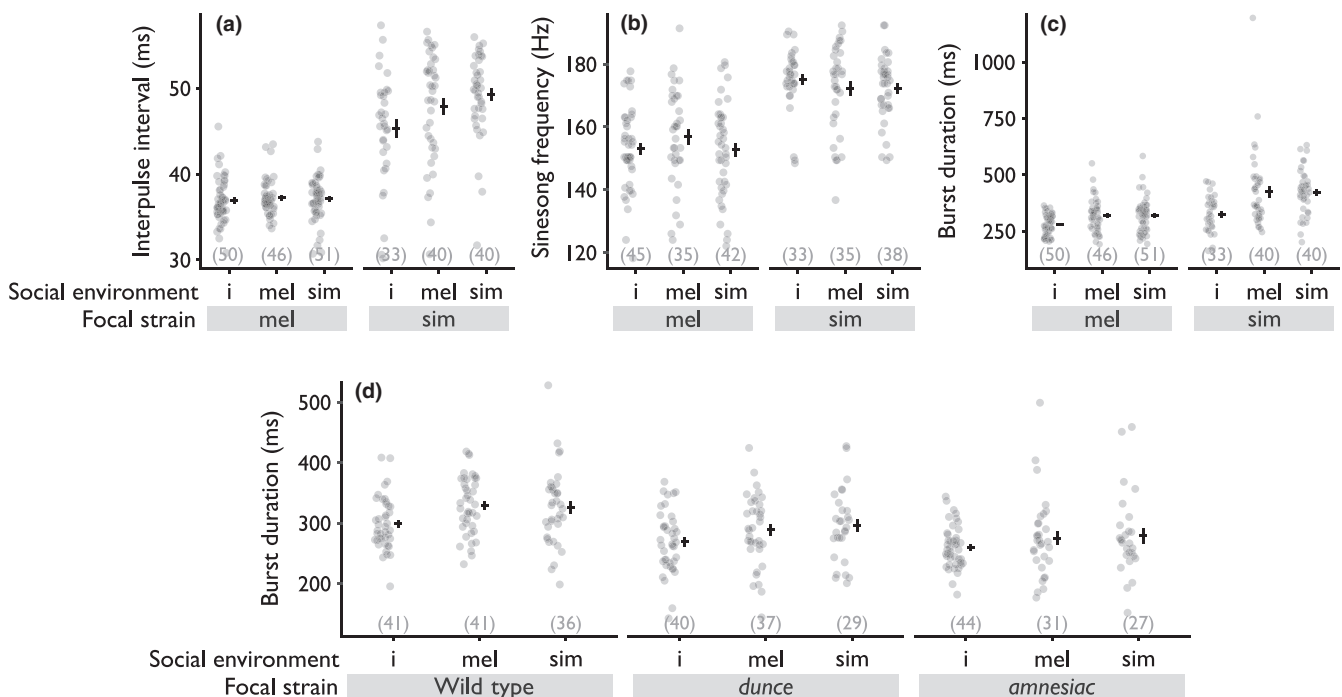 (a)
Interpulse interval (ms)
50
40
30
(50) (46) (51) (33) (40) (40)
Social environment i mel sim i mel sim
Focal strain mel sim
(b)
Sinesong frequency (Hz)
180
160
140
120
(45) (35) (42) (33) (35) (38)
i mel sim i mel sim
mel sim
(c)
Burst duration (ms)
1000
750
500
250
(50) (46) (51) (33) (40) (40)
i mel sim i mel sim
mel sim
(d)
Burst duration (ms)
500
400
300
200
(41) (41) (36) (40) (37) (29) (44) (31) (27)
Social environment i mel sim i mel sim i mel sim
Focal strain Wild type dunce amnesiac